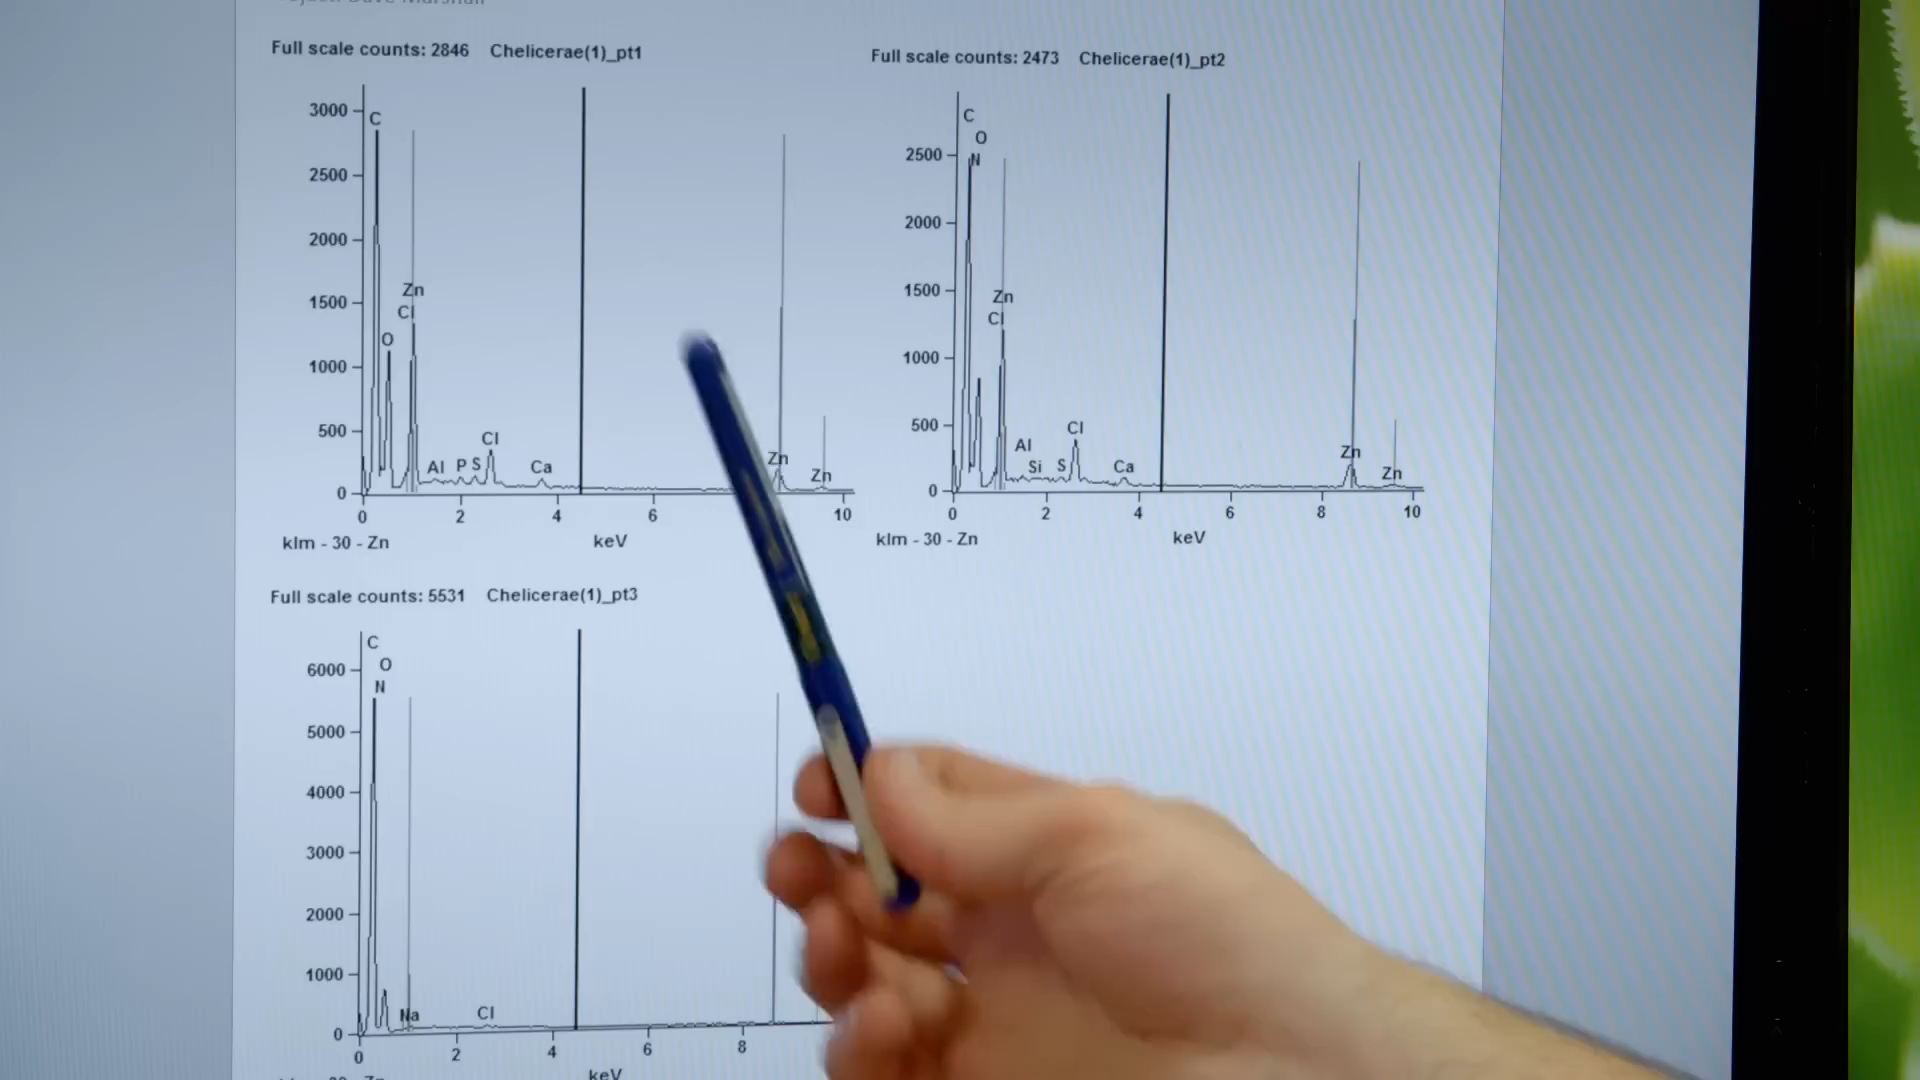 Full scale counts: 2846 Chelicerae(1)_pt1
3000
C
2500
2000
Zn
1500
Cl
O
1000
500
Cl
Al P S
Ca
Zn
Zn
0
0 2 4 6 10
klm - 30 - Zn
keV
Full scale counts: 2473 Chelicerae(1)_pt2
C
O
2500
N
2000
Zn
1500
Cl
1000
500
Cl
Al
Si S
Ca
Zn
Zn
0
0 2 4 6 8 10
klm - 30 - Zn
keV
Full scale counts: 5531 Chelicerae(1)_pt3
C
6000
O
N
5000
4000
3000
2000
1000
Na
Cl
0
0 2 4 6 8
keV